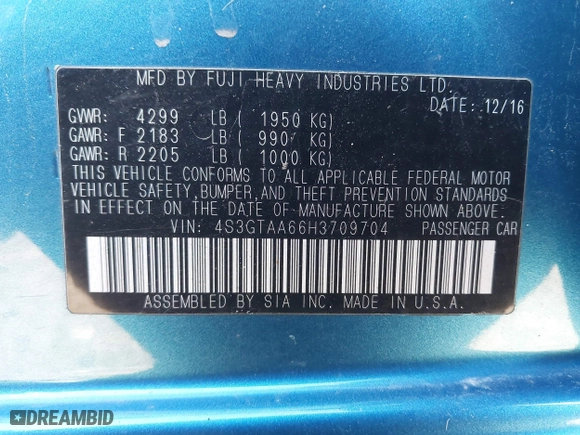 MFD BY FUJI HEAVY INDUSTRIES LTD.
DATE: 12/16
GVWR: 4299 LB ( 1950 KG)
GAWR: F 2183 LB ( 990 KG)
GAWR: R 2205 LB ( 1000 KG)
THIS VEHICLE CONFORMS TO ALL APPLICABLE FEDERAL MOTOR
VEHICLE SAFETY, BUMPER, AND THEFT PREVENTION STANDARDS
IN EFFECT ON THE DATE OF MANUFACTURE SHOWN ABOVE.
VIN: 4S3GTAA66H3709704 PASSENGER CAR
ASSEMBLED BY SIA INC. MADE IN U.S.A.
DREAMBID